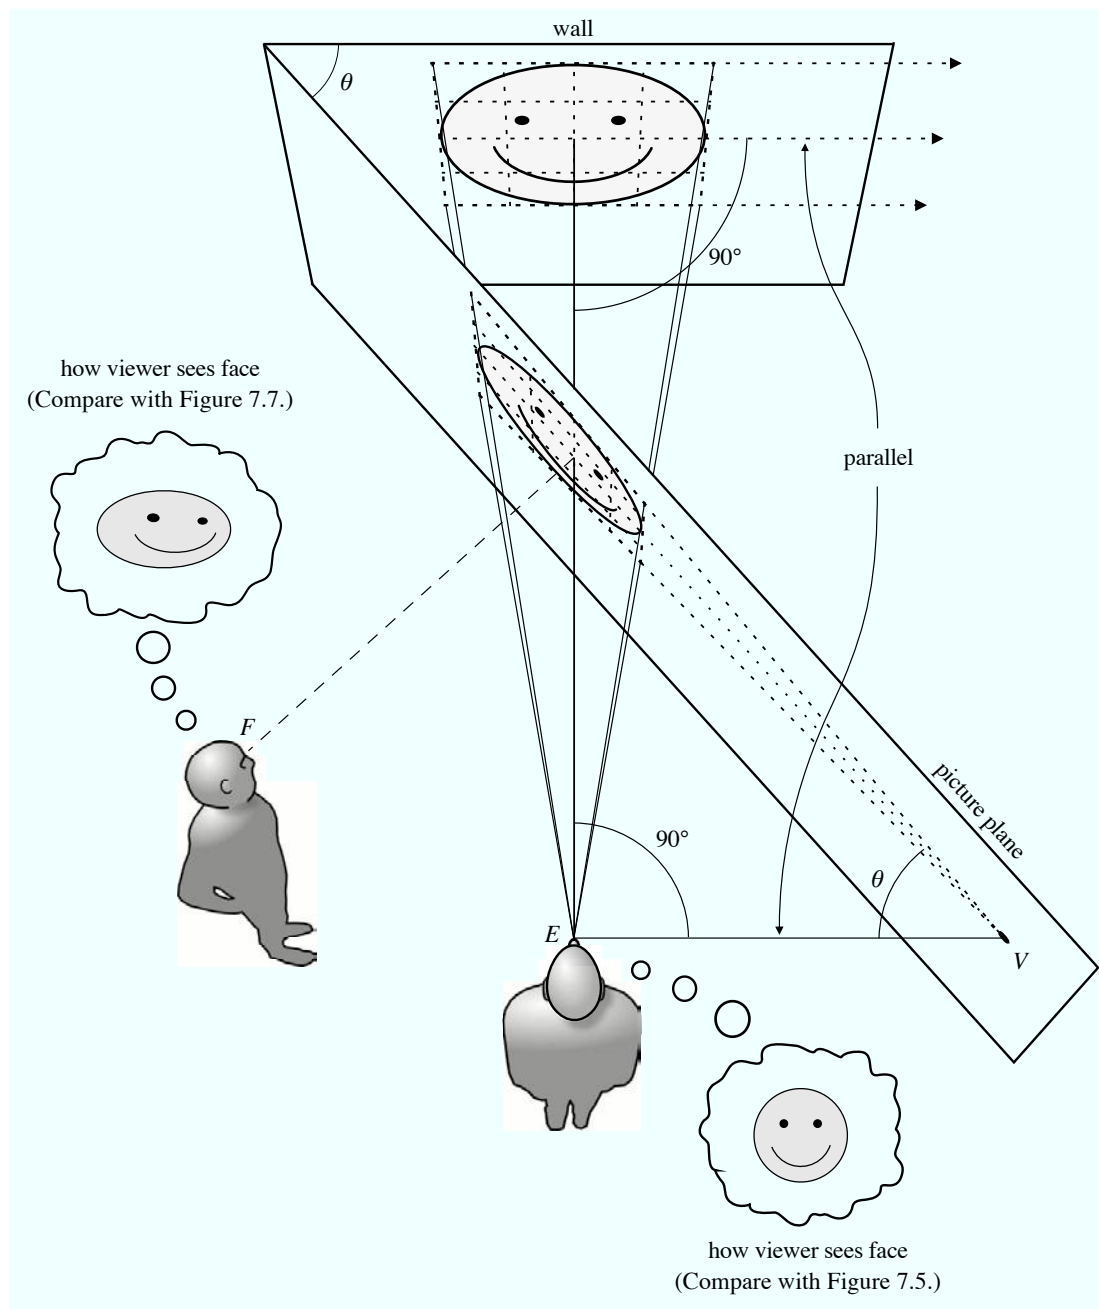 wall
θ
90°
how viewer sees face
(Compare with Figure 7.7.)
parallel
F
picture plane
90°
θ
E
V
how viewer sees face
(Compare with Figure 7.5.)